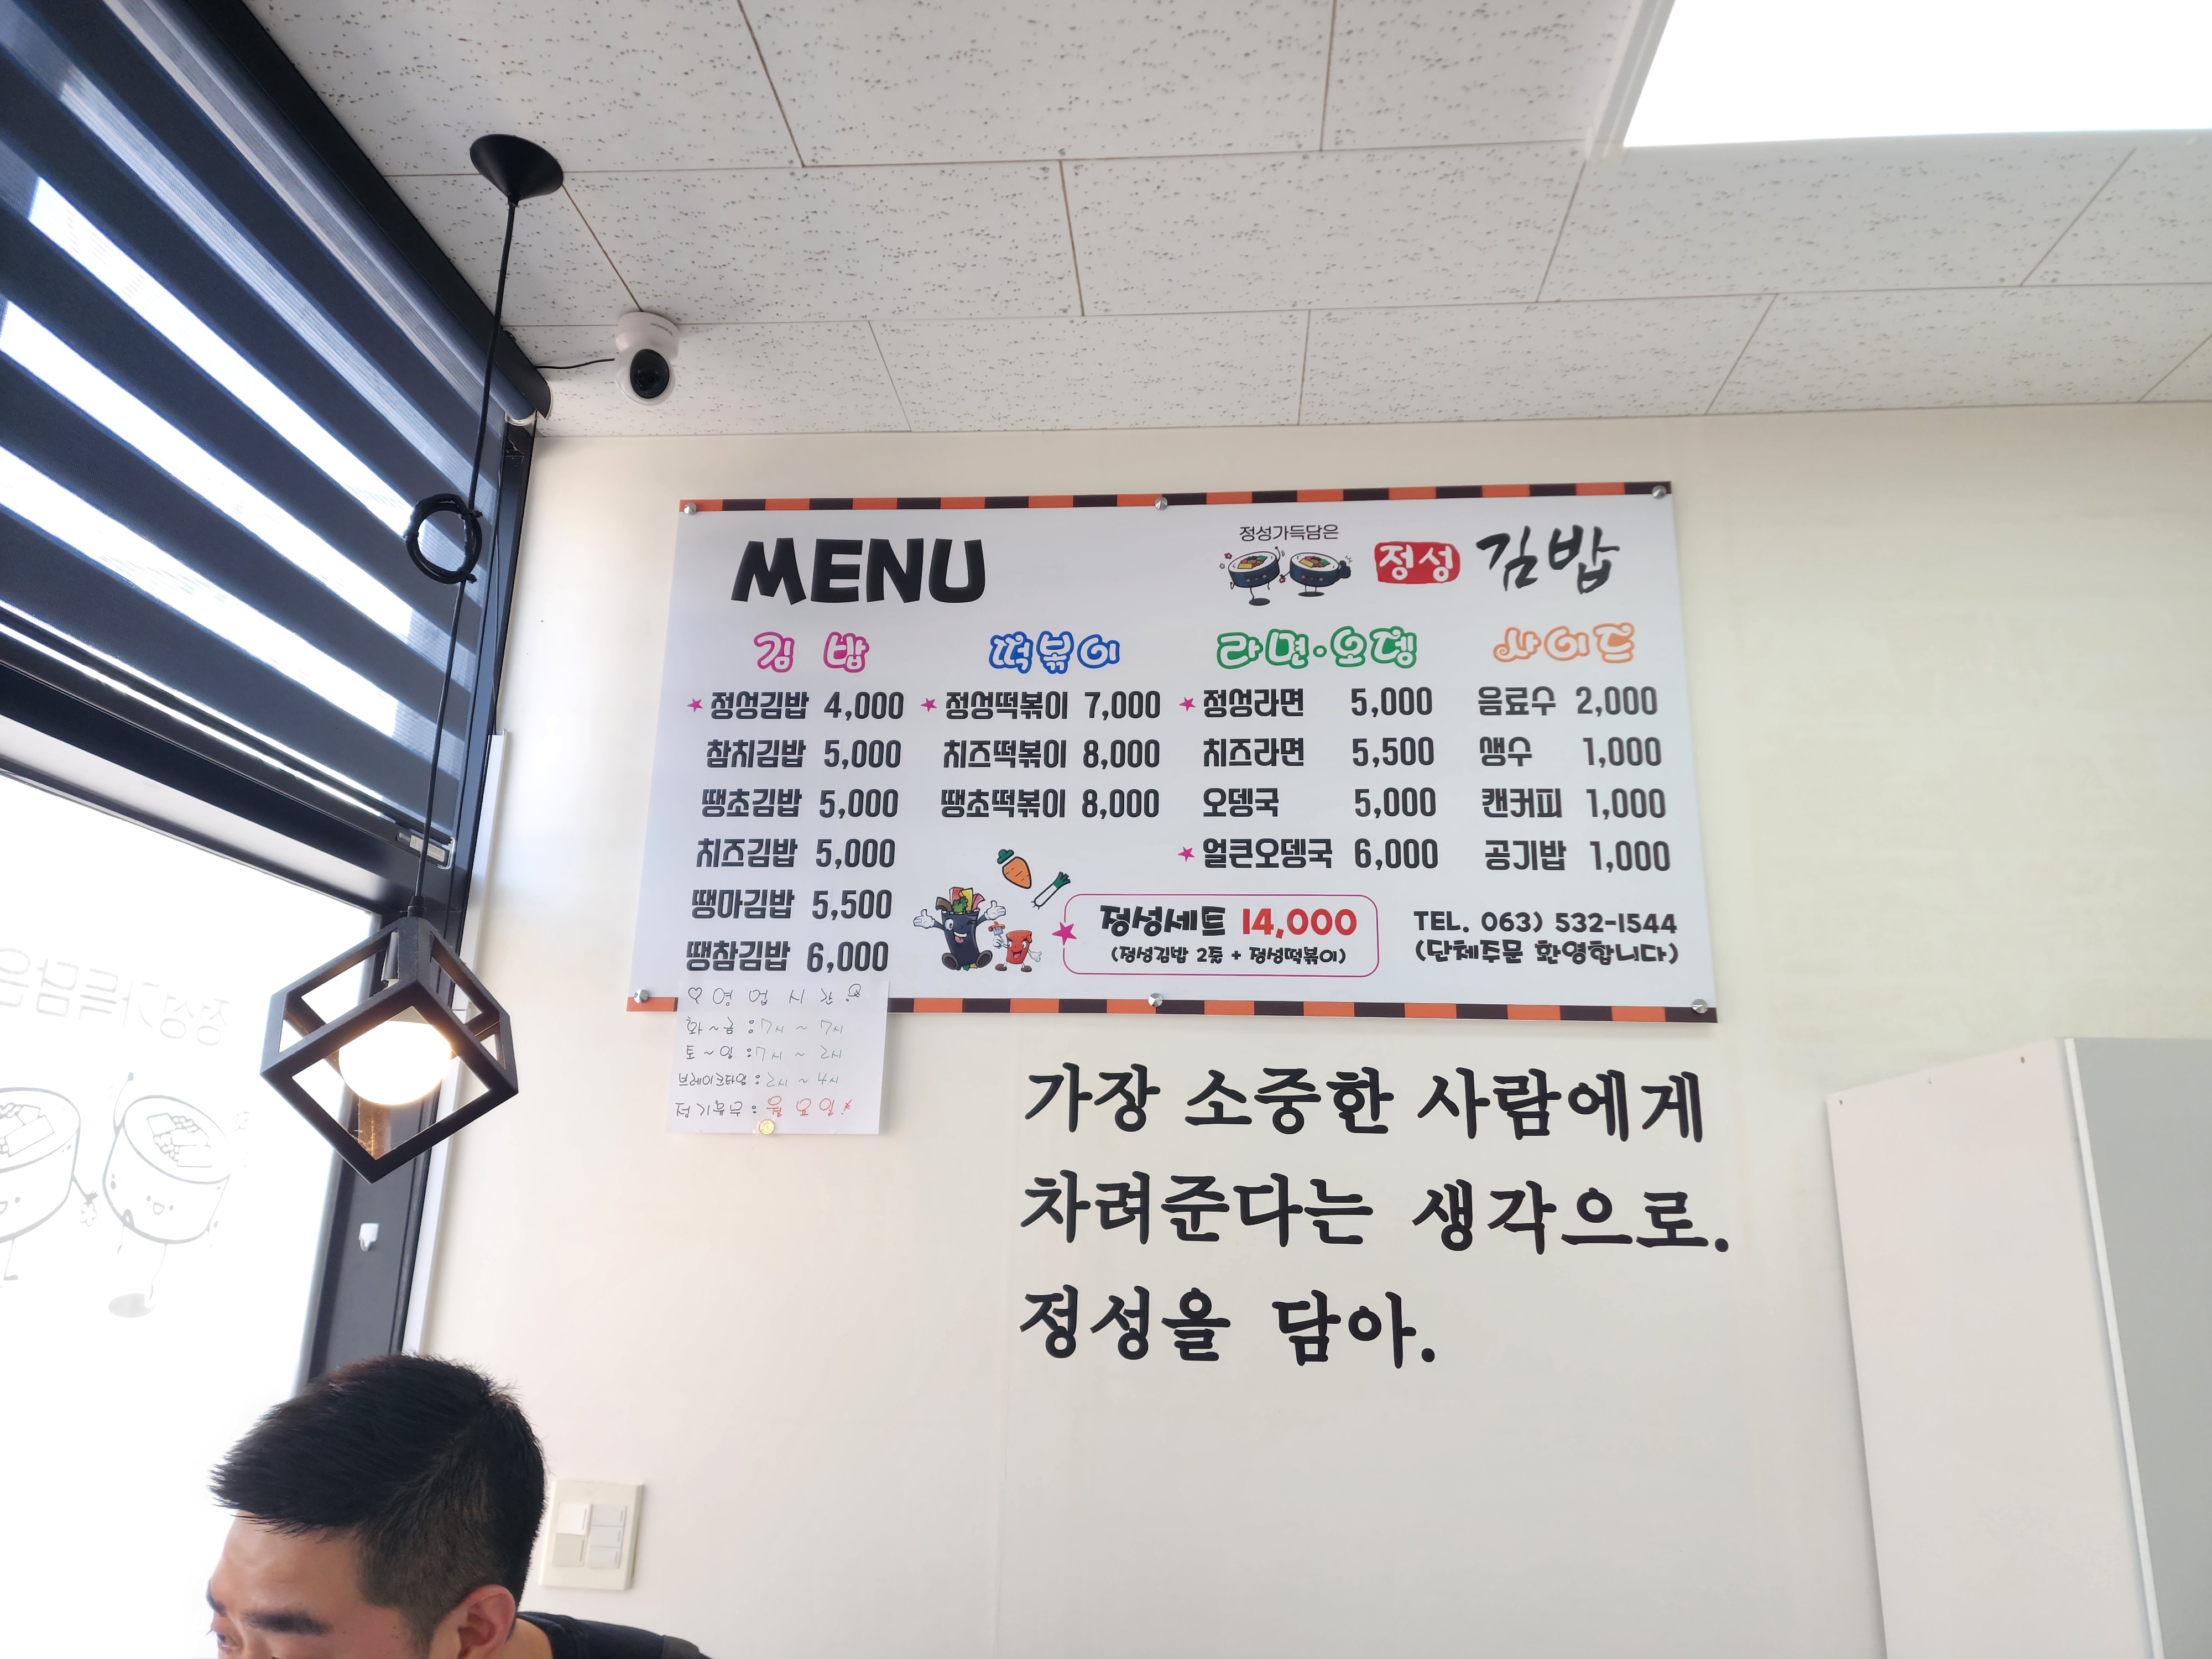 MENU
정성가득담은
정성 김밥
김 밥
★ 정성김밥 4,000
참치김밥 5,000
땡초김밥 5,000
치즈김밥 5,000
땡마김밥 5,500
땡참김밥 6,000
떡볶이
★ 정성떡볶이 7,000
치즈떡볶이 8,000
땡초떡볶이 8,000
라면·오뎅
★ 정성라면 5,000
치즈라면 5,500
오뎅국 5,000
★ 얼큰오뎅국 6,000
사이드
음료수 2,000
생수 1,000
캔커피 1,000
공기밥 1,000
★ 정성세트 14,000
(정성김밥 2줄 + 정성떡볶이)
TEL. 063) 532-1544
(단체주문 환영합니다)
♡ 영 업 시 간
화~금 : 7시 ~ 7시
토~일 : 7시 ~ 2시
브레이크타임 : 2시 ~ 4시
정기휴무 : 월요일 *
가장 소중한 사람에게
차려준다는 생각으로.
정성을 담아.
정성가득담은